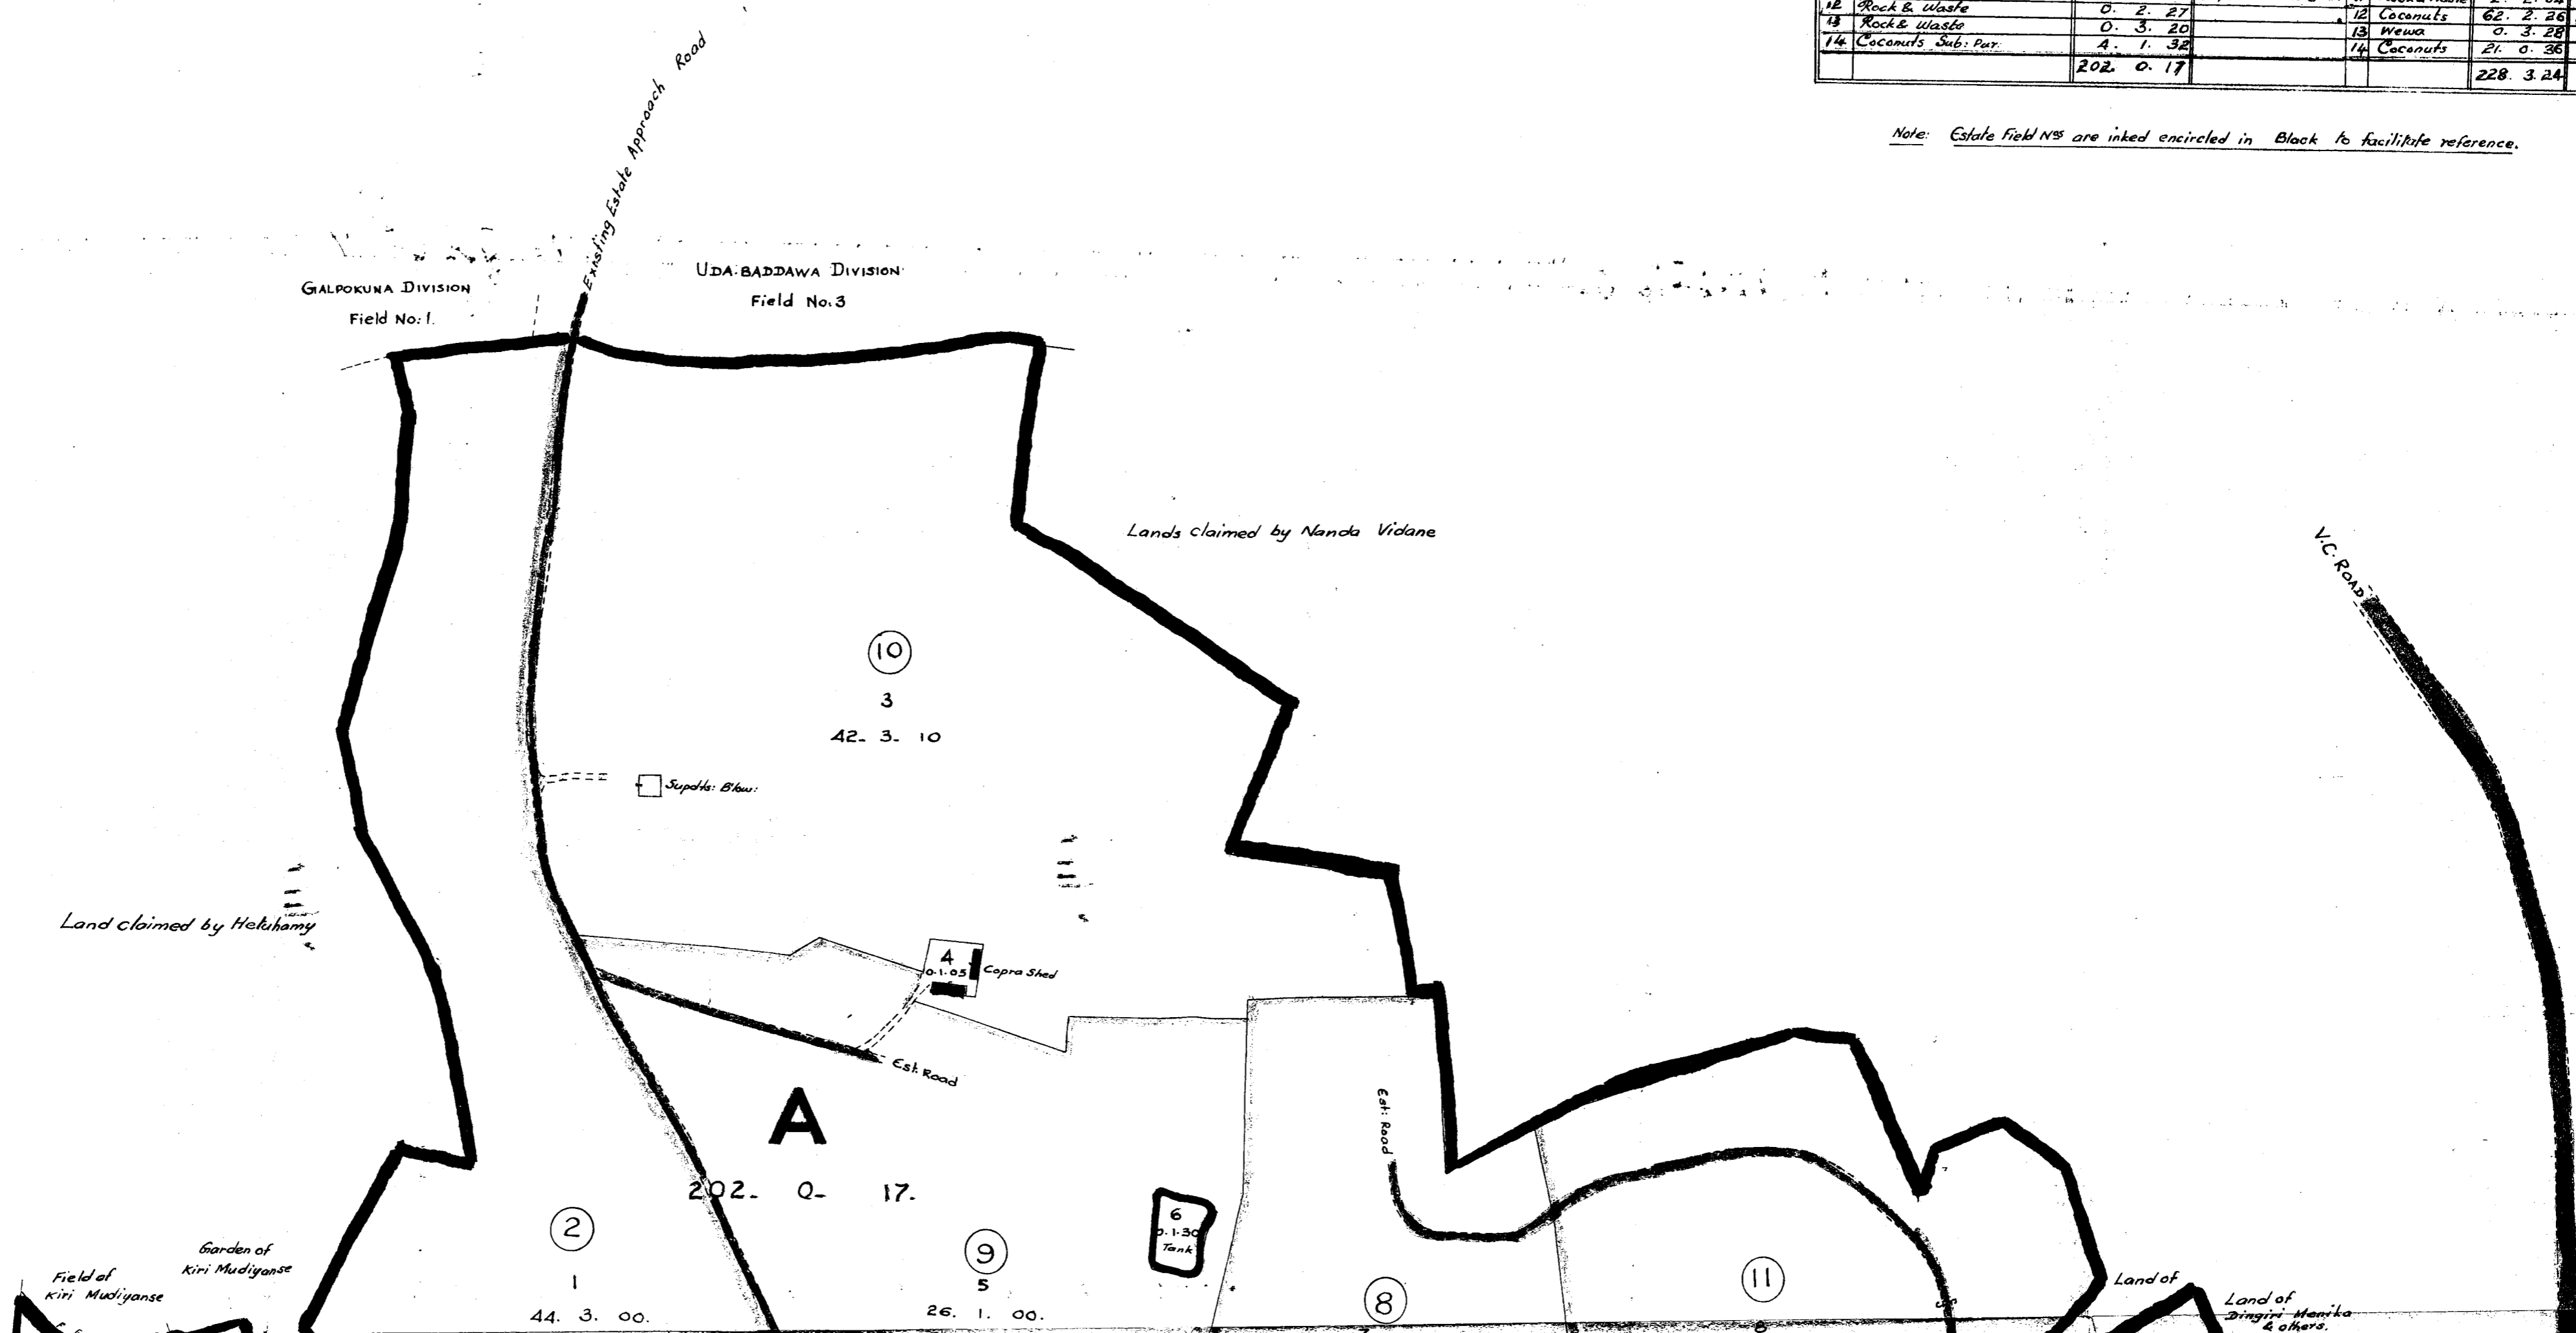 12 Rock & Waste 0. 2. 27
13 Rock & Waste 0. 3. 20
14 Coconuts Sub: Par: 4. 1. 32
202. 0. 17
12 Coconuts 62. 2. 26
13 Wewa 0. 3. 28
14 Coconuts 21. 0. 36
228. 3. 24
Note: Estate Field Nos are inked encircled in Black to facilitate reference.
Existing Estate Approach Road
GALPOKUNA DIVISION
Field No: 1.
UDA: BADDAWA DIVISION
Field No: 3
Lands claimed by Nanda Vidane
V.C. ROAD
10
3
42- 3- 10
Supdts: B'low:
Land claimed by Hetuhamy
4
0.1.05
Copra Shed
Est. Road
A
202- 0- 17.
Est: Road
6
0.1.30
Tank
2
1
44. 3. 00.
9
5
26. 1. 00.
8
11
Garden of
Kiri Mudiyanse
Field of
Kiri Mudiyanse
Land of
Land of
Dingiri Menika
& others.